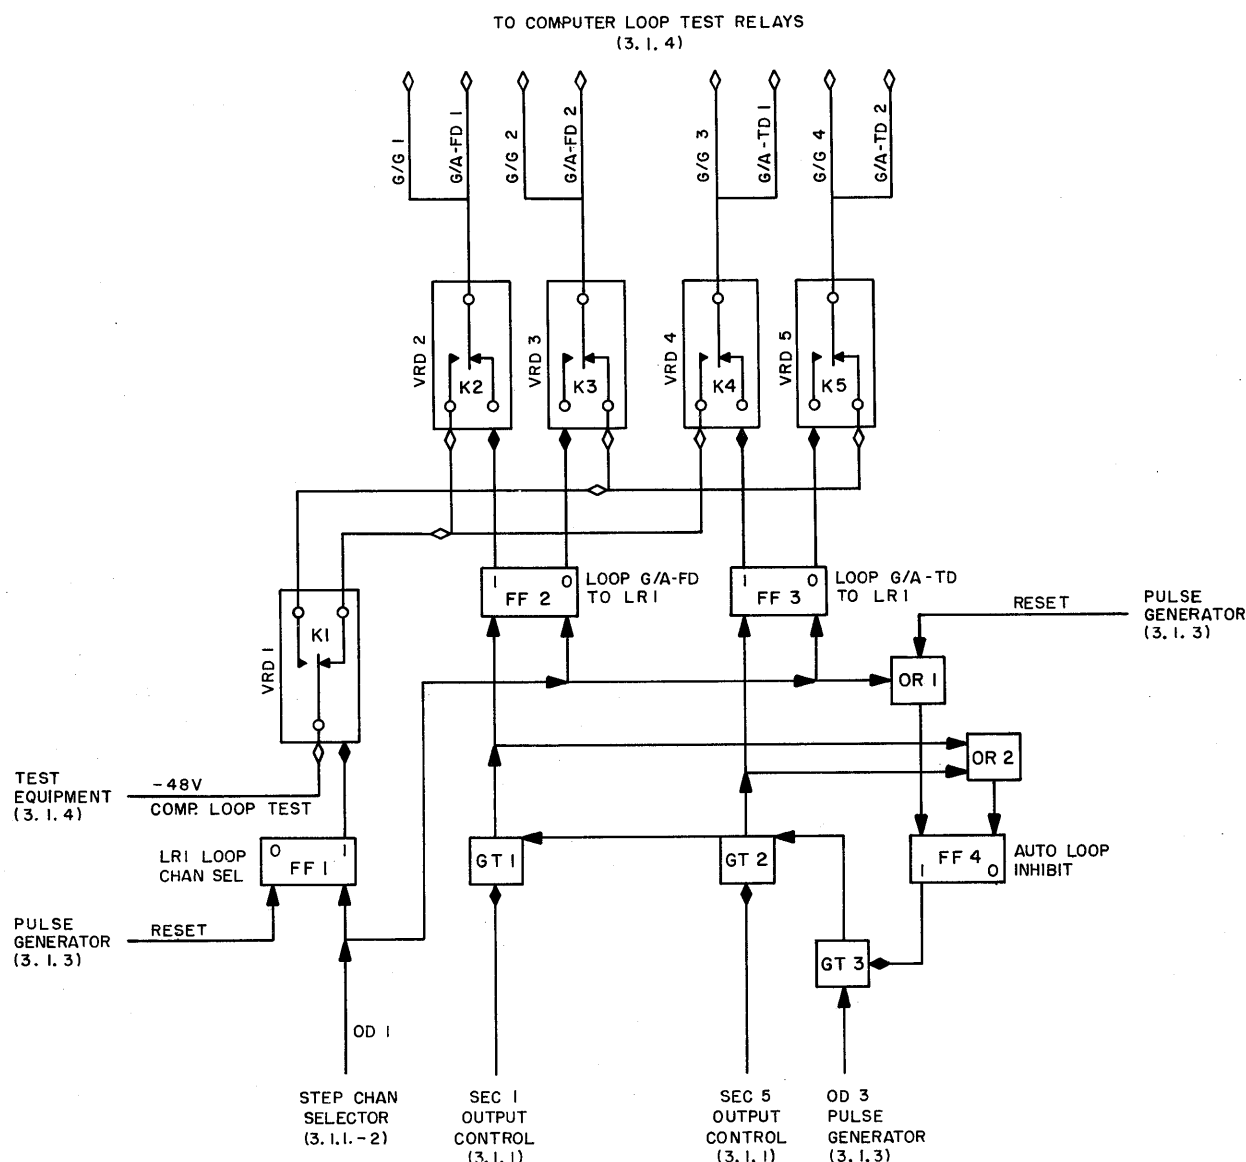 TO COMPUTER LOOP TEST RELAYS
(3.1.4)
G/G 1
G/A-FD 1
G/G 2
G/A-FD 2
G/G 3
G/A-TD 1
G/G 4
G/A-TD 2
VRD 2
K2
VRD 3
K3
VRD 4
K4
VRD 5
K5
1 0
FF 2
LOOP G/A-FD
TO LR1
1 0
FF 3
LOOP G/A-TD
TO LR1
RESET
PULSE
GENERATOR
(3.1.3)
VRD 1
K1
OR 1
OR 2
TEST
EQUIPMENT
(3.1.4)
-48V
COMP. LOOP TEST
LR1 LOOP
CHAN SEL
0 1
FF 1
GT 1
GT 2
FF 4
1 0
AUTO LOOP
INHIBIT
PULSE
GENERATOR
(3.1.3)
RESET
GT 3
OD 1
STEP CHAN
SELECTOR
(3.1.1.-2)
SEC 1
OUTPUT
CONTROL
(3.1.1)
SEC 5
OUTPUT
CONTROL
(3.1.1)
OD 3
PULSE
GENERATOR
(3.1.3)